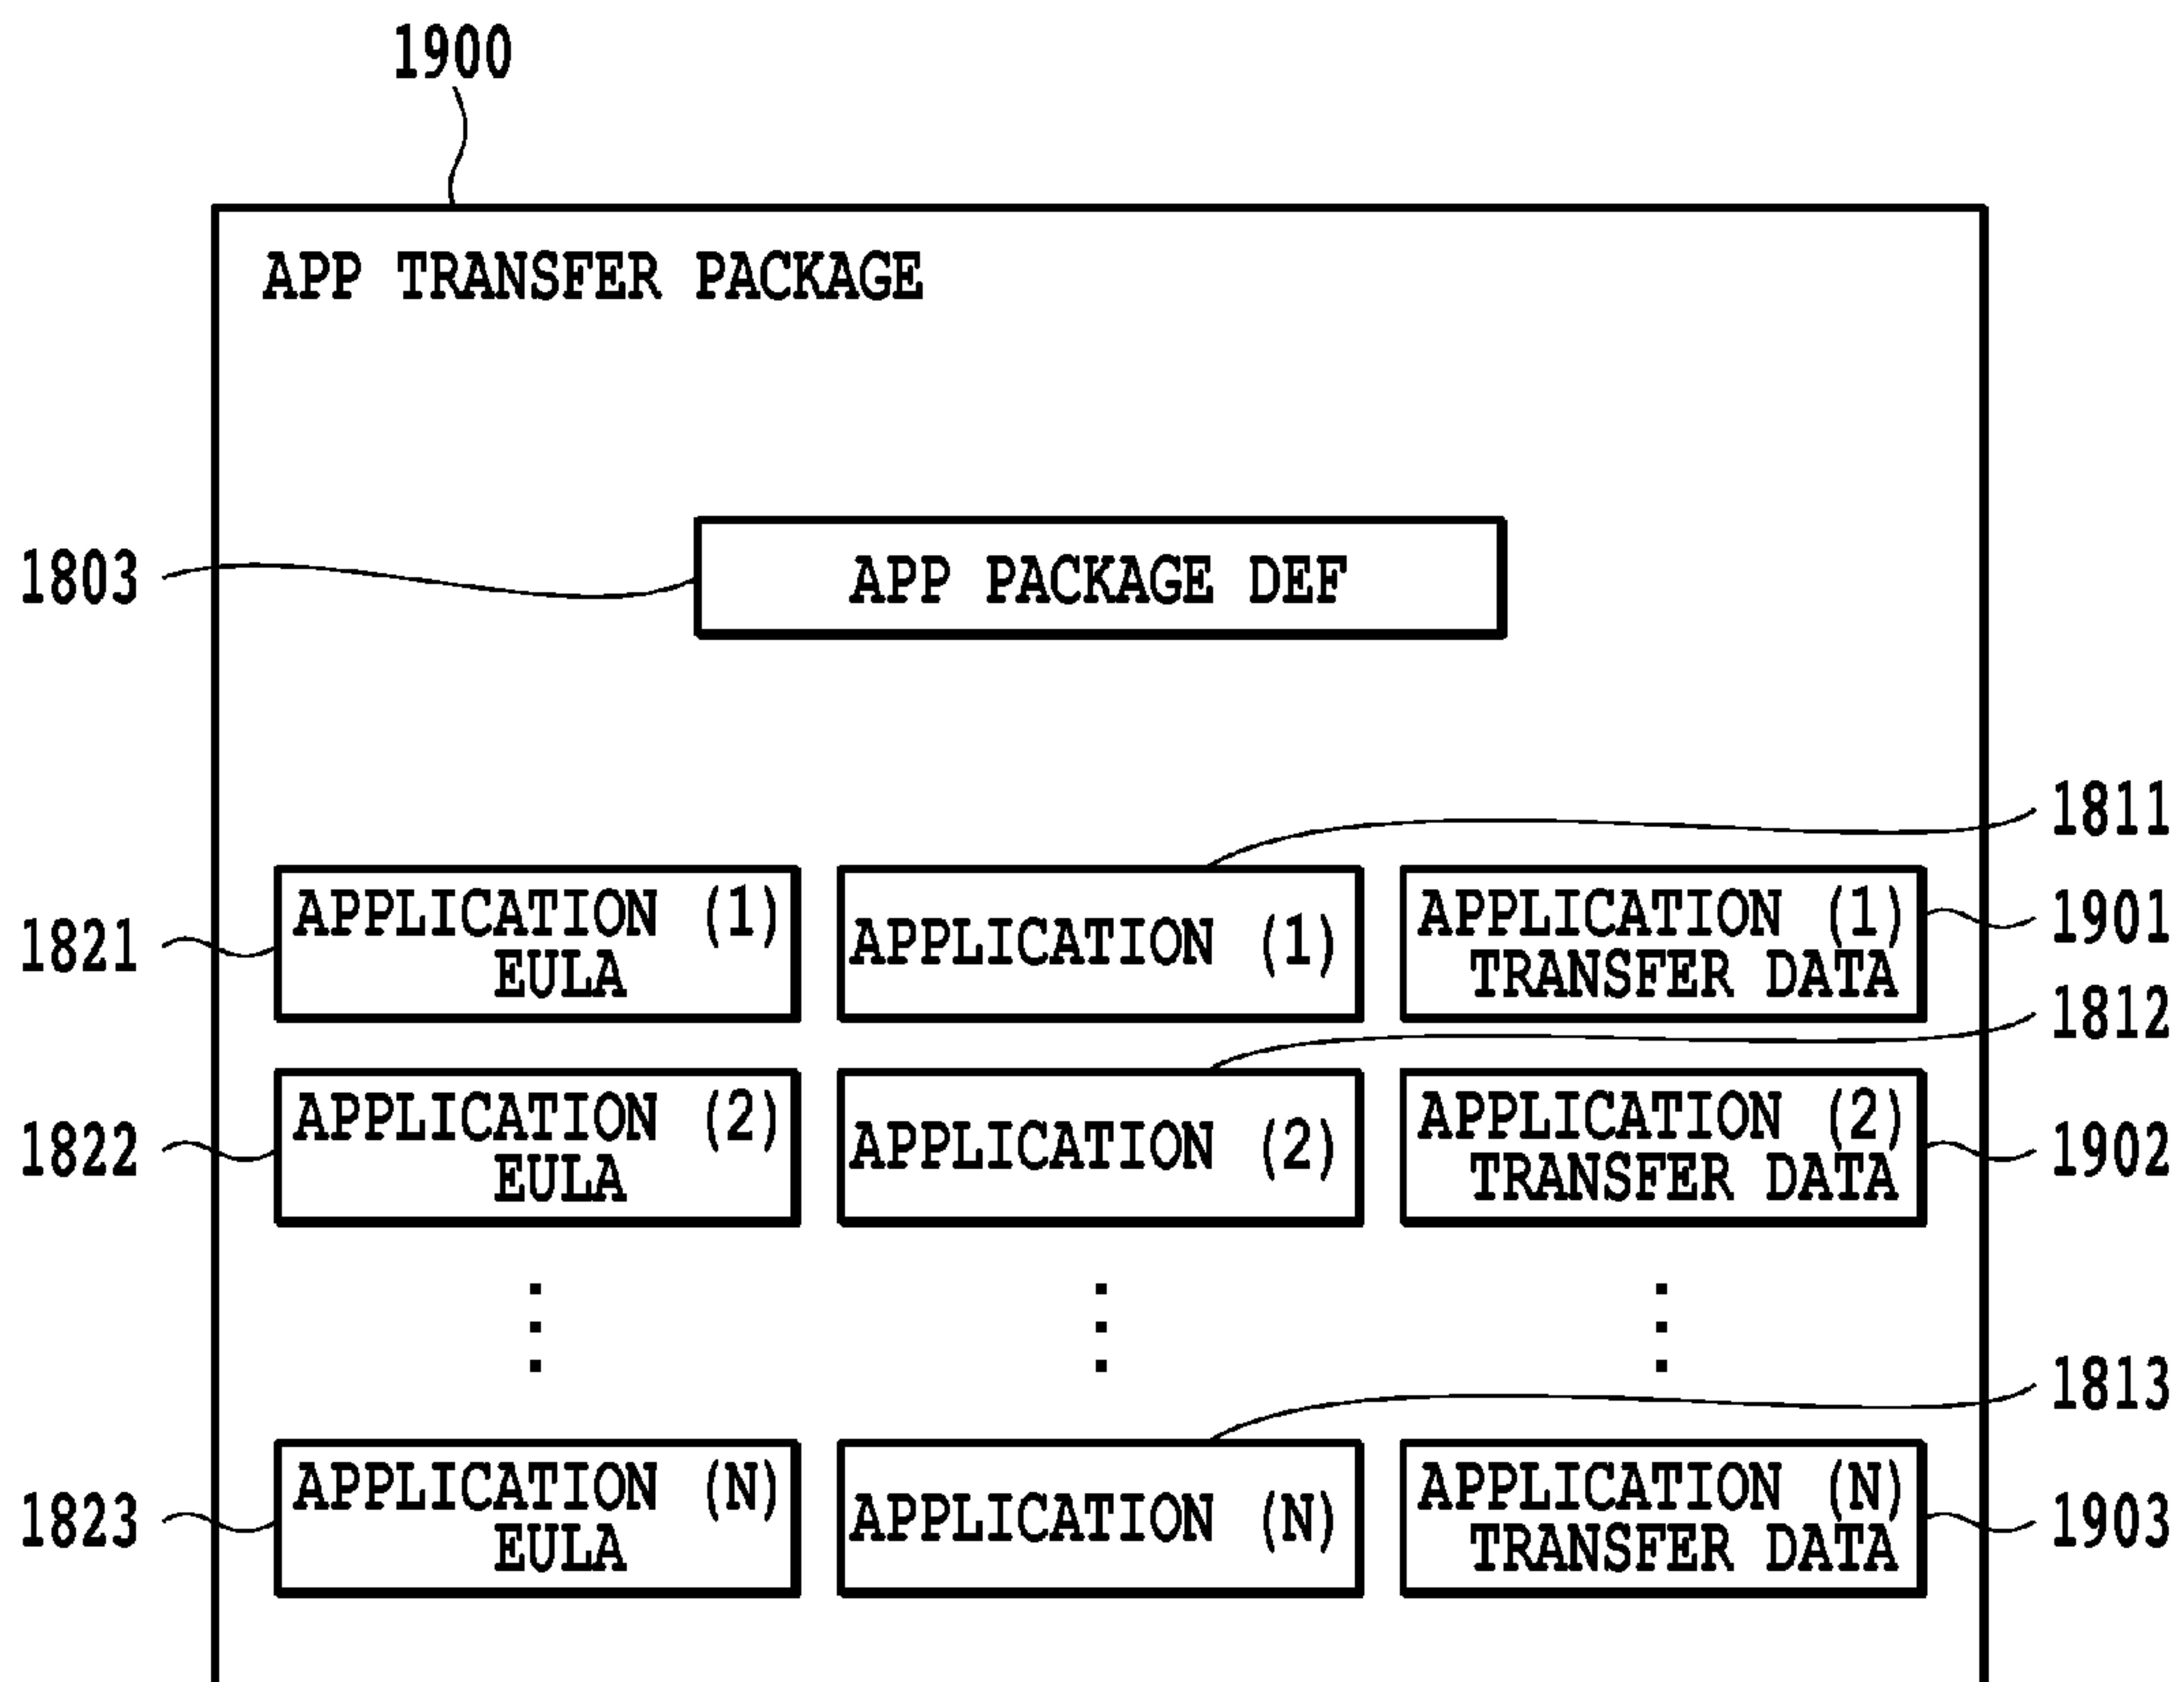 1900
APP TRANSFER PACKAGE
1803
APP PACKAGE DEF
1811
1821
APPLICATION (1)
EULA
APPLICATION (1)
APPLICATION (1)
TRANSFER DATA
1901
1812
1822
APPLICATION (2)
EULA
APPLICATION (2)
APPLICATION (2)
TRANSFER DATA
1902
1813
1823
APPLICATION (N)
EULA
APPLICATION (N)
APPLICATION (N)
TRANSFER DATA
1903